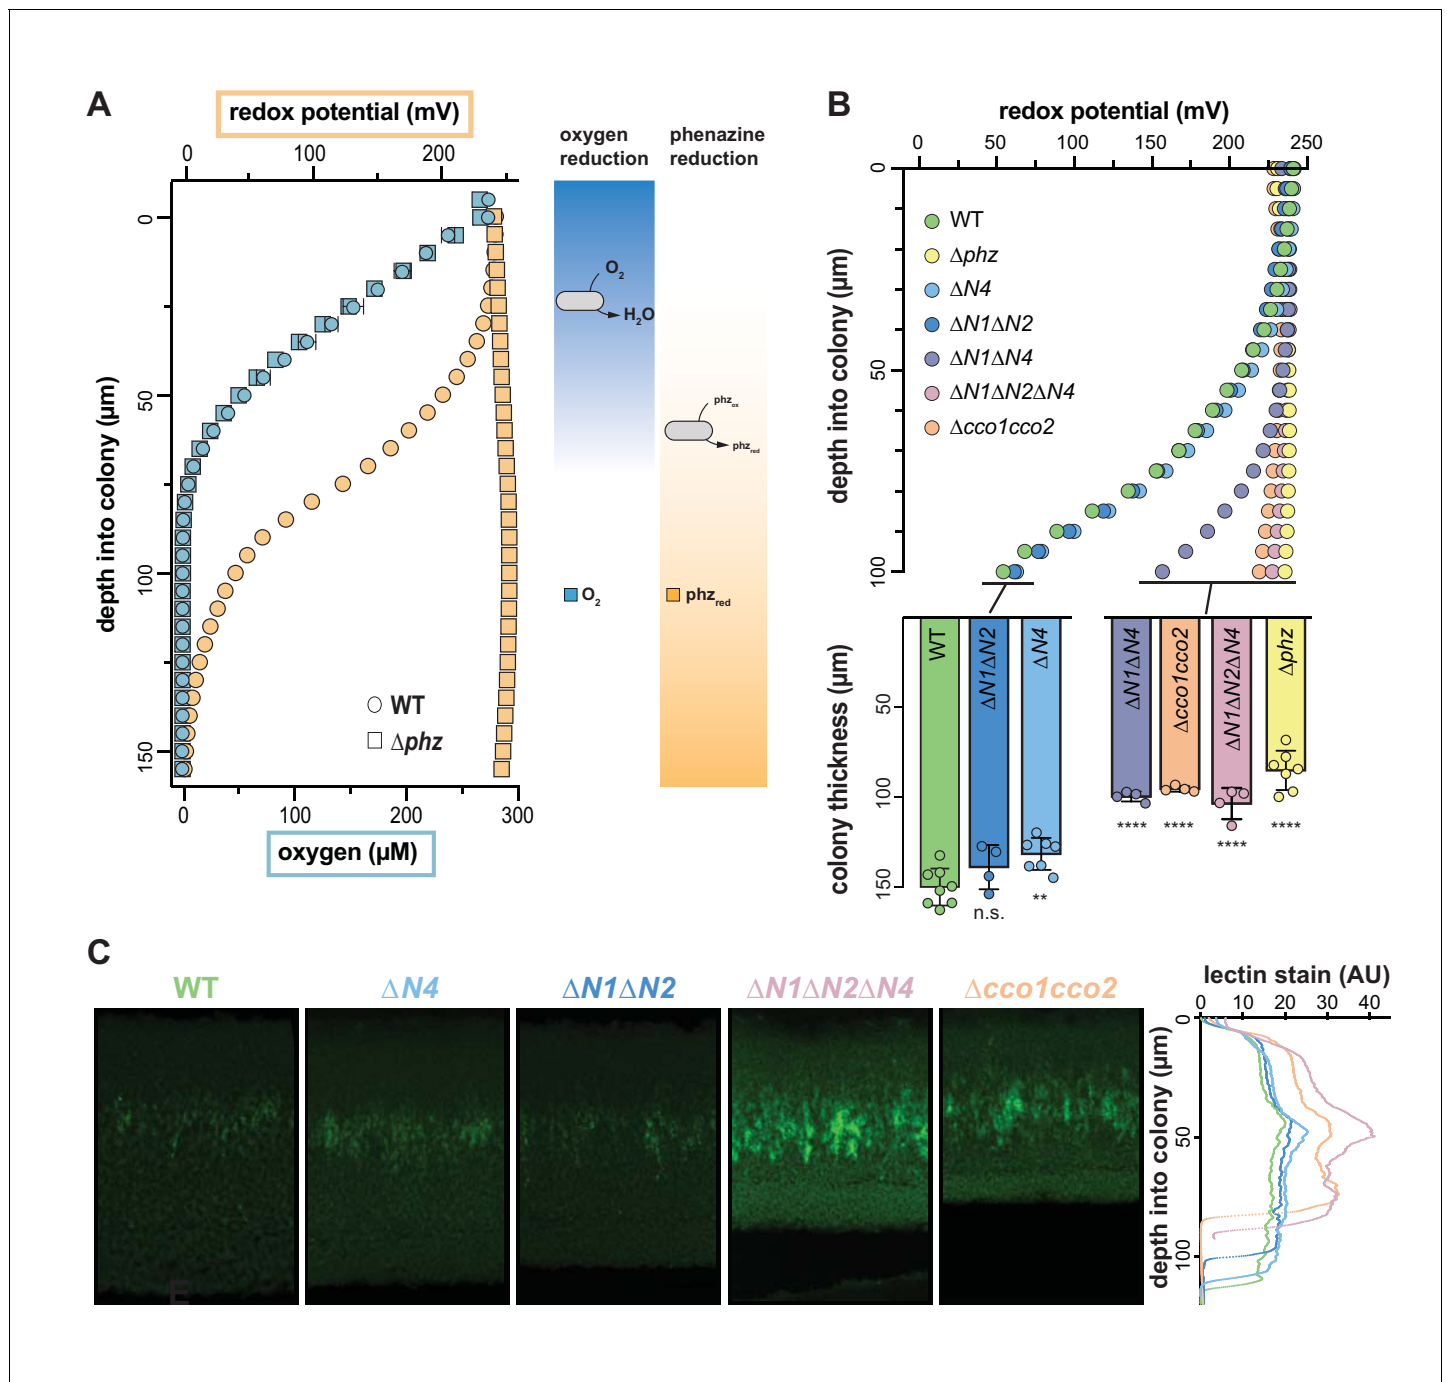 A
redox potential (mV)
0 100 200
depth into colony (µm)
0
50
100
150
WT
Δphz
0 100 200 300
oxygen (µM)
oxygen
reduction
phenazine
reduction
O2
H2O
phzox
phzred
O2
phzred
B
redox potential (mV)
0 50 100 150 200 250
depth into colony (µm)
0
50
100
WT
Δphz
ΔN4
ΔN1ΔN2
ΔN1ΔN4
ΔN1ΔN2ΔN4
Δcco1cco2
colony thickness (µm)
50
100
150
WT
ΔN1ΔN2
ΔN4
ΔN1ΔN4
Δcco1cco2
ΔN1ΔN2ΔN4
Δphz
n.s.
**
****
****
****
****
C
WT
ΔN4
ΔN1ΔN2
ΔN1ΔN2ΔN4
Δcco1cco2
E
lectin stain (AU)
0 10 20 30 40
depth into colony (µm)
0
50
100